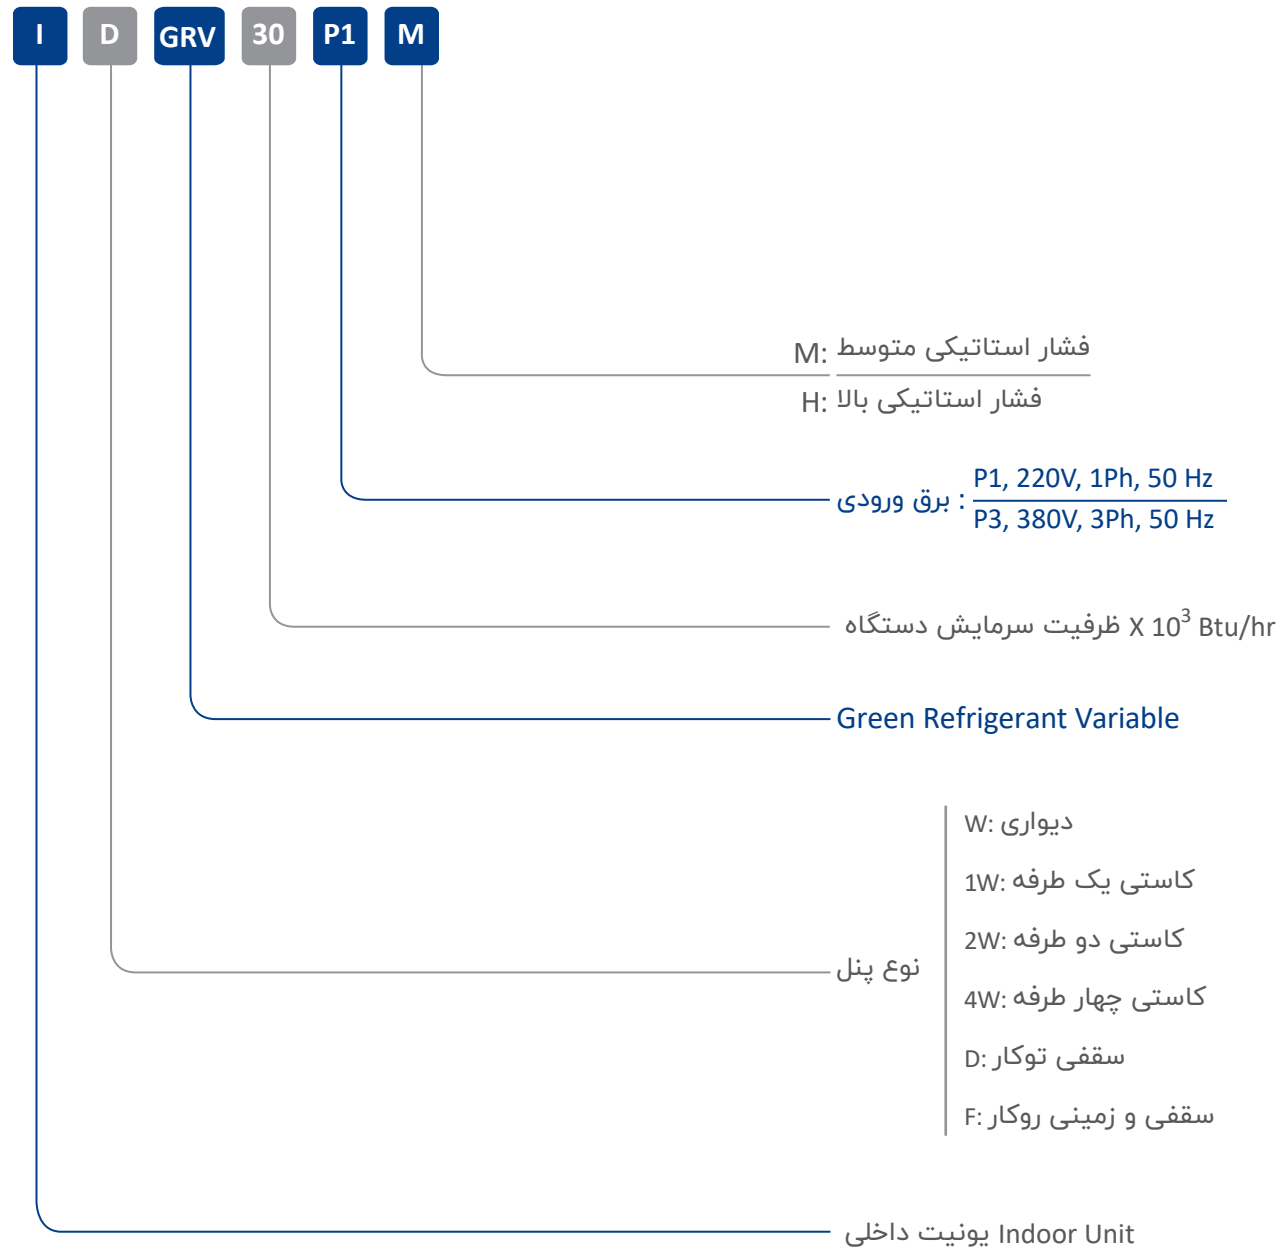 I D GRV 30 P1 M
M: فشار استاتیکی متوسط
H: فشار استاتیکی بالا
برق ورودی : P1, 220V, 1Ph, 50 Hz
P3, 380V, 3Ph, 50 Hz
ظرفیت سرمایش دستگاه X 10³ Btu/hr
Green Refrigerant Variable
W: دیواری
1W: کاستی یک طرفه
2W: کاستی دو طرفه
نوع پنل
4W: کاستی چهار طرفه
D: سقفی توکار
F: سقفی و زمینی روکار
یونیت داخلی Indoor Unit